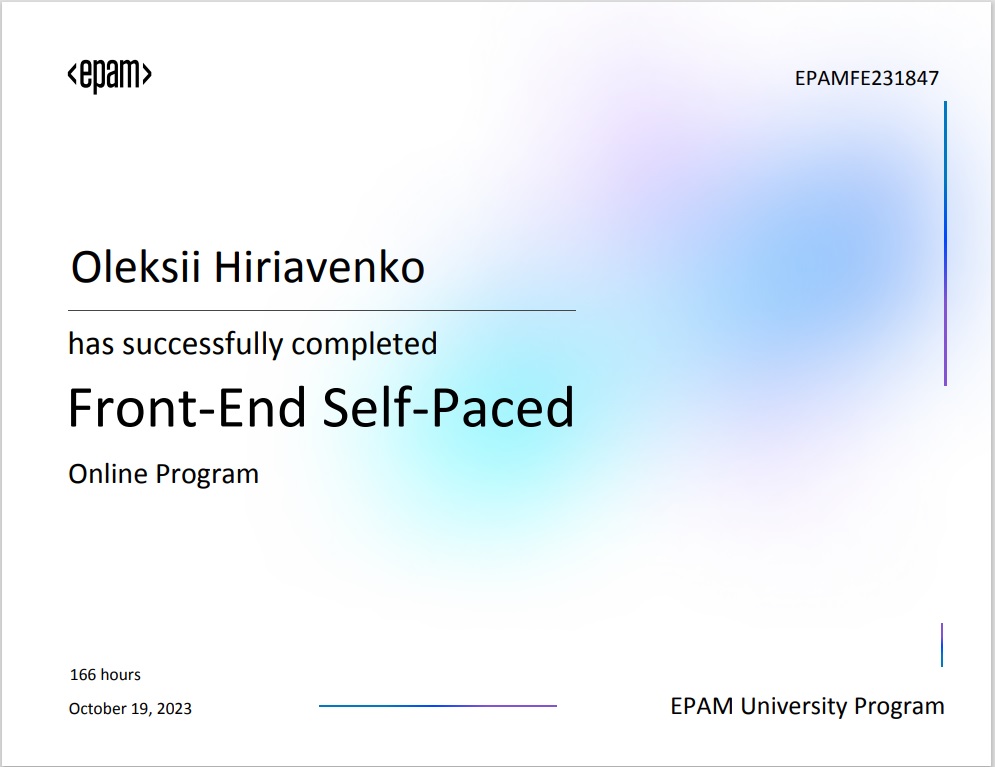 <epam>
EPAMFE231847
Oleksii Hiriavenko
has successfully completed
Front-End Self-Paced
Online Program
166 hours
October 19, 2023
EPAM University Program